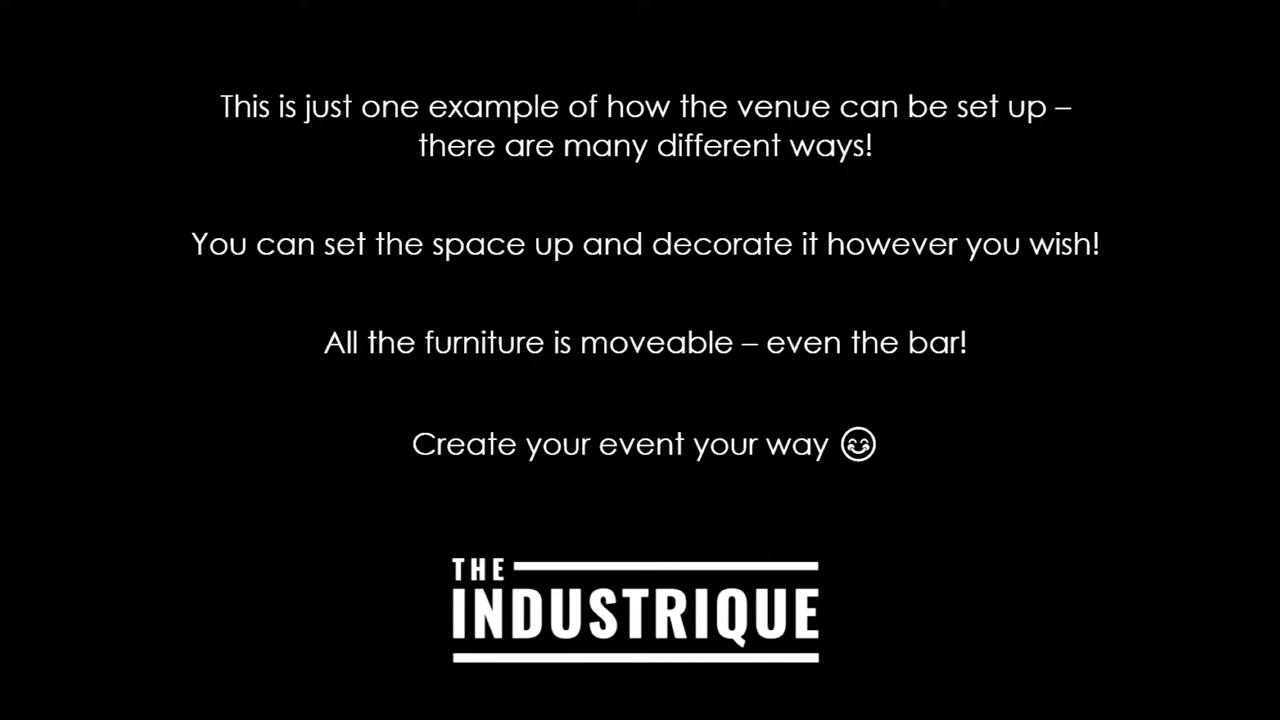 This is just one example of how the venue can be set up –
there are many different ways!
You can set the space up and decorate it however you wish!
All the furniture is moveable – even the bar!
Create your event your way 😊
THE
INDUSTRIQUE